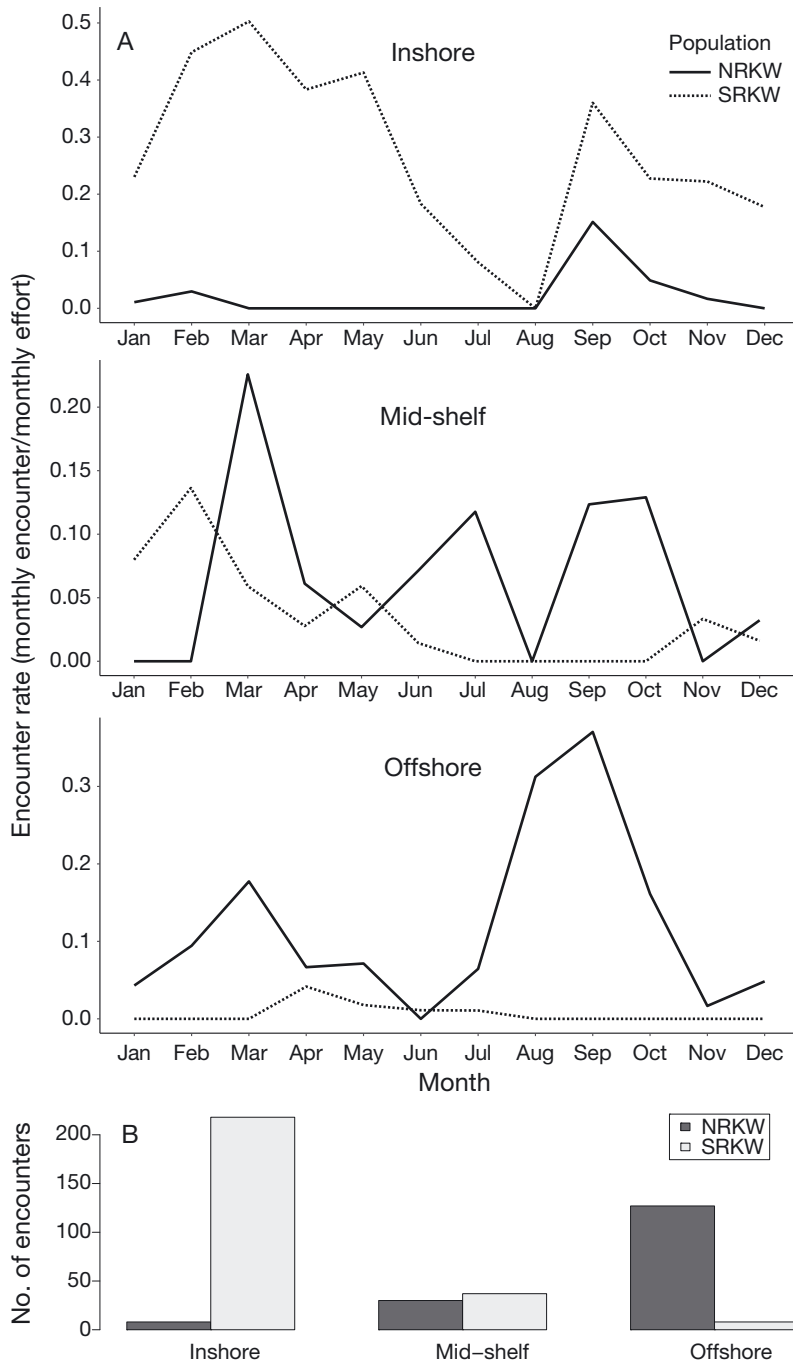 A
Inshore
Population
NRKW
SRKW
0.5
0.4
0.3
0.2
0.1
0.0
Jan Feb Mar Apr May Jun Jul Aug Sep Oct Nov Dec
Mid-shelf
0.20
0.15
0.10
0.05
0.00
Jan Feb Mar Apr May Jun Jul Aug Sep Oct Nov Dec
Offshore
0.3
0.2
0.1
0.0
Jan Feb Mar Apr May Jun Jul Aug Sep Oct Nov Dec
Month
Encounter rate (monthly encounter/monthly effort)
B
NRKW
SRKW
200
150
100
50
0
No. of encounters
Inshore Mid–shelf Offshore